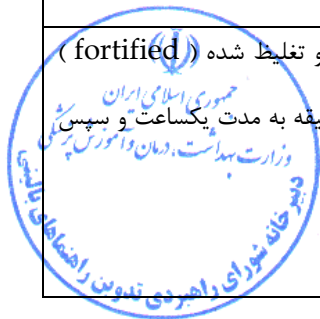 و تغلیظ شده ( fortified )
یقه به مدت یکساعت و سپس
جمهوری اسلامی ایران
وزارت بهداشت، درمان و آموزش پزشکی
دبیرخانه شورای راهبردی تدوین راهنماهای بالینی